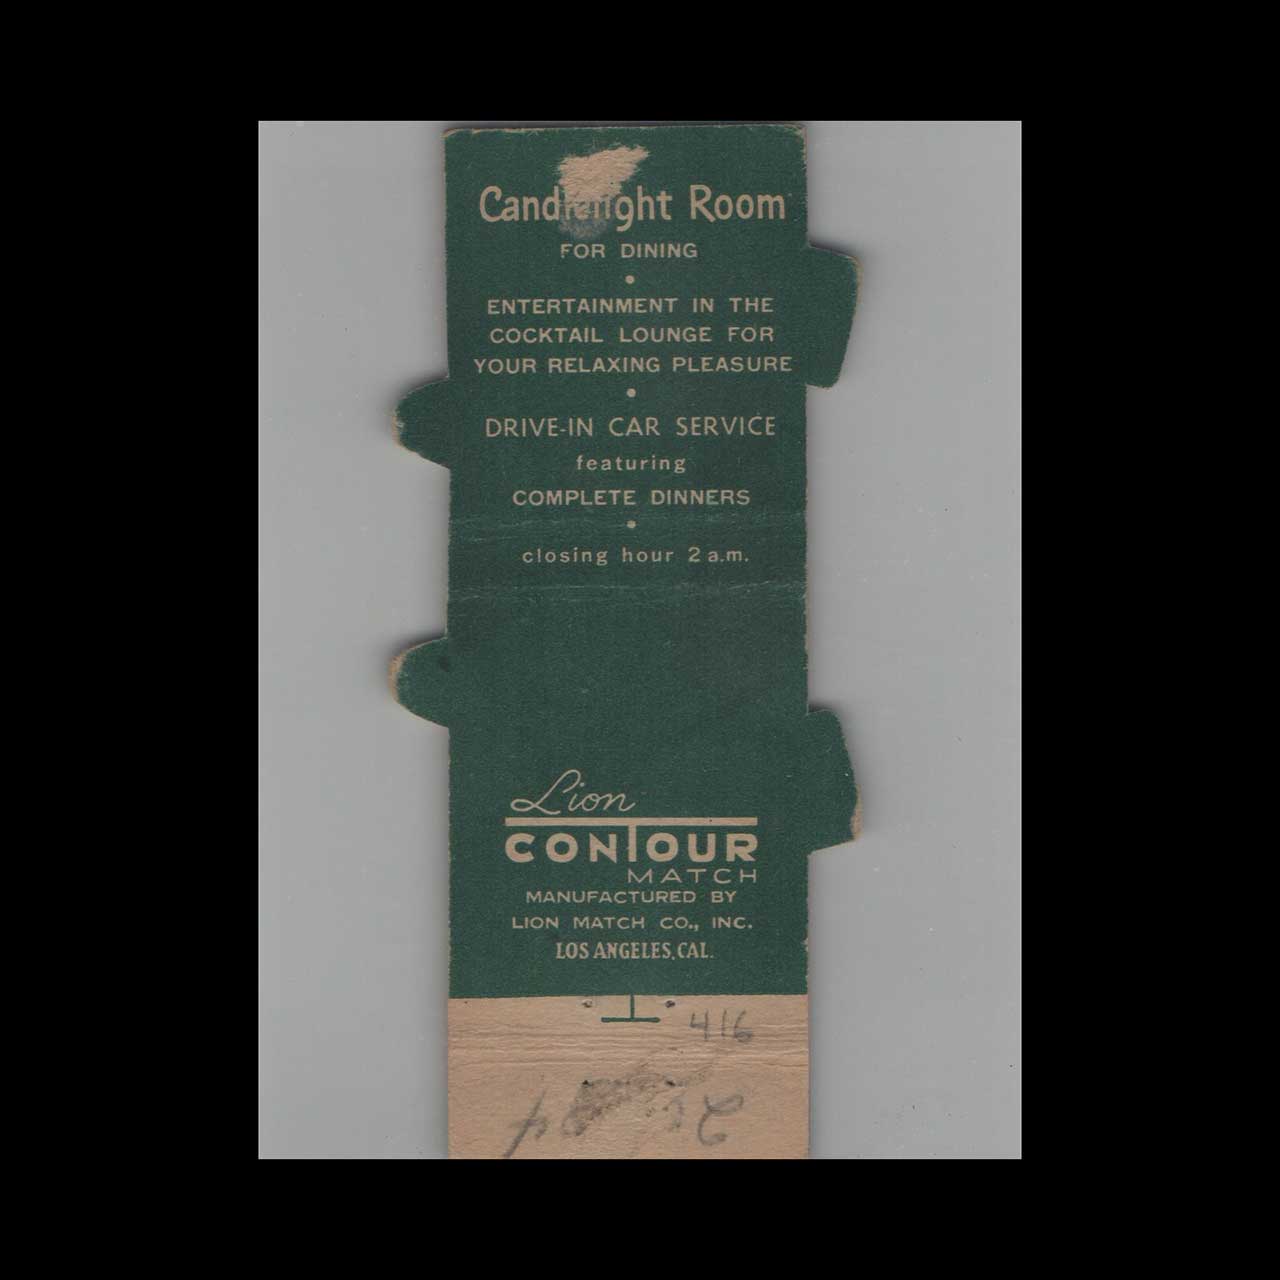 Candlelight Room
FOR DINING
ENTERTAINMENT IN THE
COCKTAIL LOUNGE FOR
YOUR RELAXING PLEASURE
DRIVE-IN CAR SERVICE
featuring
COMPLETE DINNERS
closing hour 2 a.m.
Lion
CONTOUR
MATCH
MANUFACTURED BY
LION MATCH CO., INC.
LOS ANGELES, CAL.
416